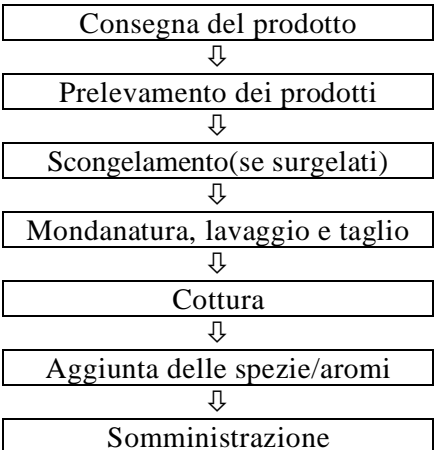 Consegna del prodotto
⇩
Prelevamento dei prodotti
⇩
Scongelamento(se surgelati)
⇩
Mondanatura, lavaggio e taglio
⇩
Cottura
⇩
Aggiunta delle spezie/aromi
⇩
Somministrazione